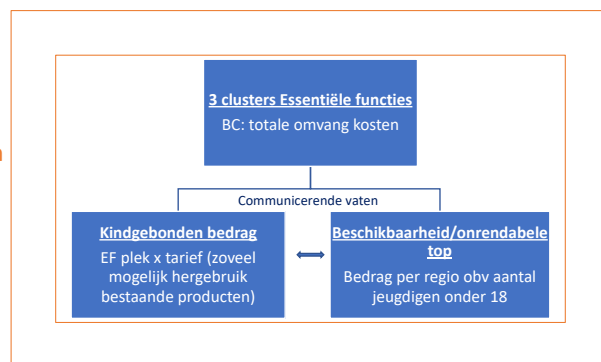 3 clusters Essentiële functies
BC: totale omvang kosten
Communicerende vaten
Kindgebonden bedrag
EF plek x tarief (zoveel
mogelijk hergebruik
bestaande producten)
Beschikbaarheid/onrendabele
top
Bedrag per regio obv aantal
jeugdigen onder 18